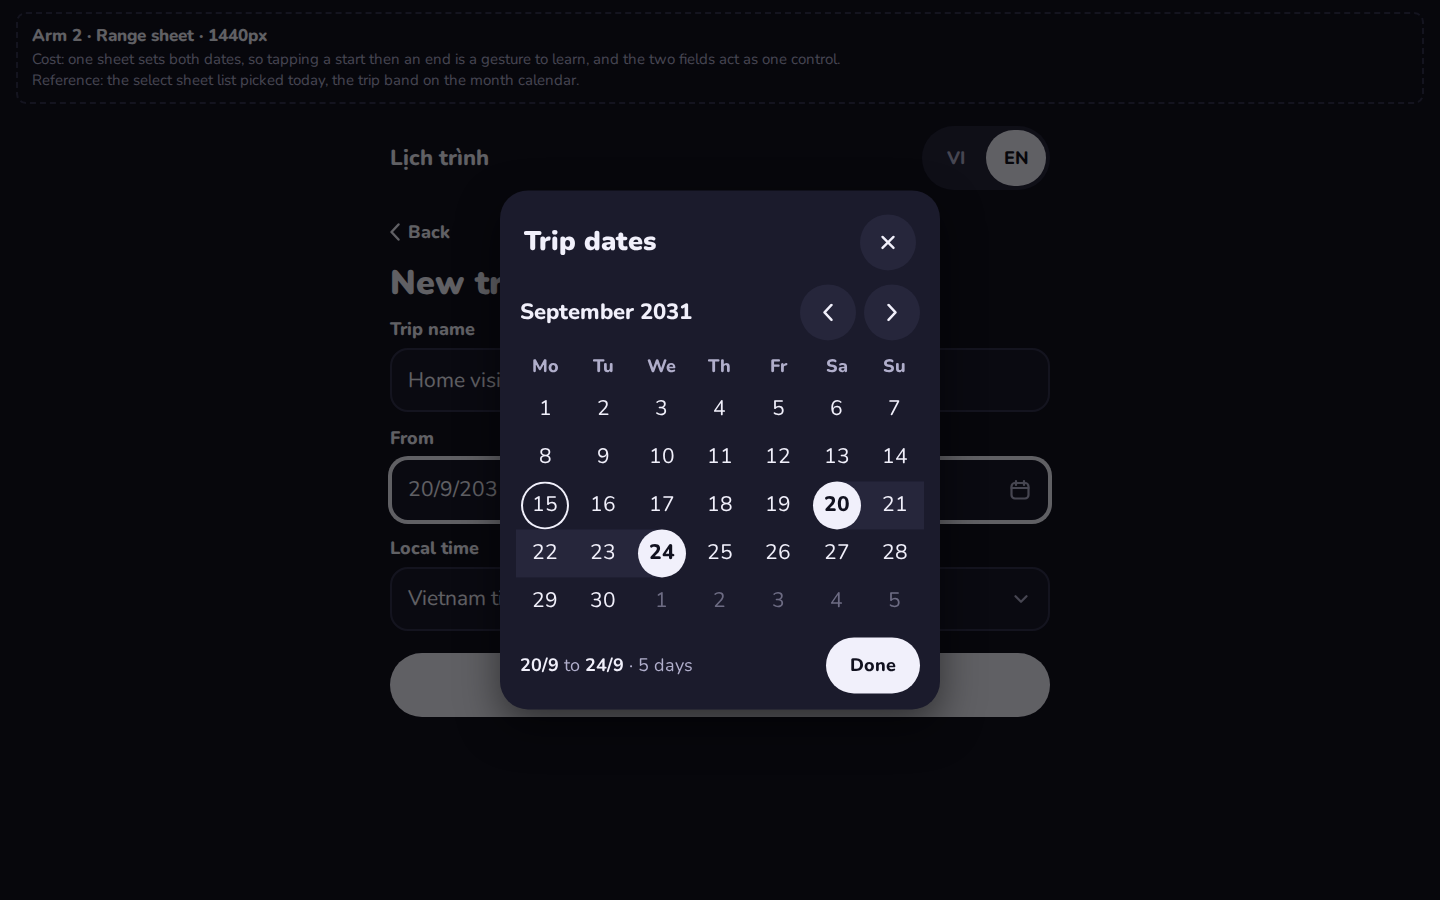 Arm 2 · Range sheet · 1440px
Cost: one sheet sets both dates, so tapping a start then an end is a gesture to learn, and the two fields act as one control.
Reference: the select sheet list picked today, the trip band on the month calendar.
Lịch trình
VI EN
Back
New tr
Trip name
Home visi
From
20/9/203
Local time
Vietnam ti
Trip dates
September 2031
Mo Tu We Th Fr Sa Su
1 2 3 4 5 6 7
8 9 10 11 12 13 14
15 16 17 18 19 20 21
22 23 24 25 26 27 28
29 30 1 2 3 4 5
20/9 to 24/9 · 5 days
Done